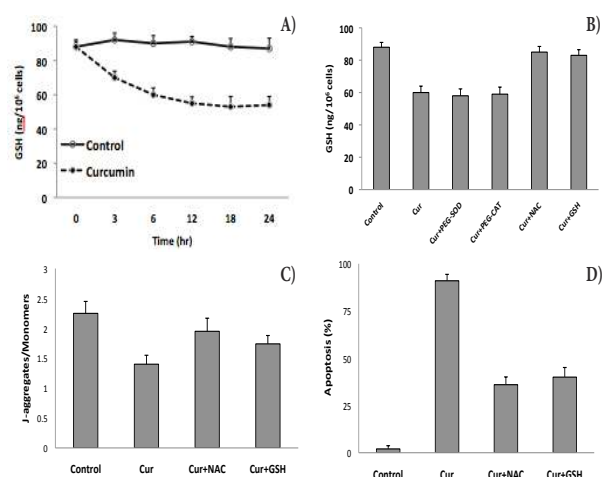 A)
GSH (ng/10⁶ cells)
100
80
60
40
20
0
Control
Curcumin
0 3 6 12 18 24
Time (hr)
B)
GSH (ng/10⁶ cells)
100
80
60
40
20
0
Control Cur Cur+PEG-SOD Cur+PEG-CAT Cur+NAC Cur+GSH
C)
J-aggregates/Monomers
3
2.5
2
1.5
1
0.5
0
Control Cur Cur+NAC Cur+GSH
D)
Apoptosis (%)
100
75
50
25
0
Control Cur Cur+NAC Cur+GSH